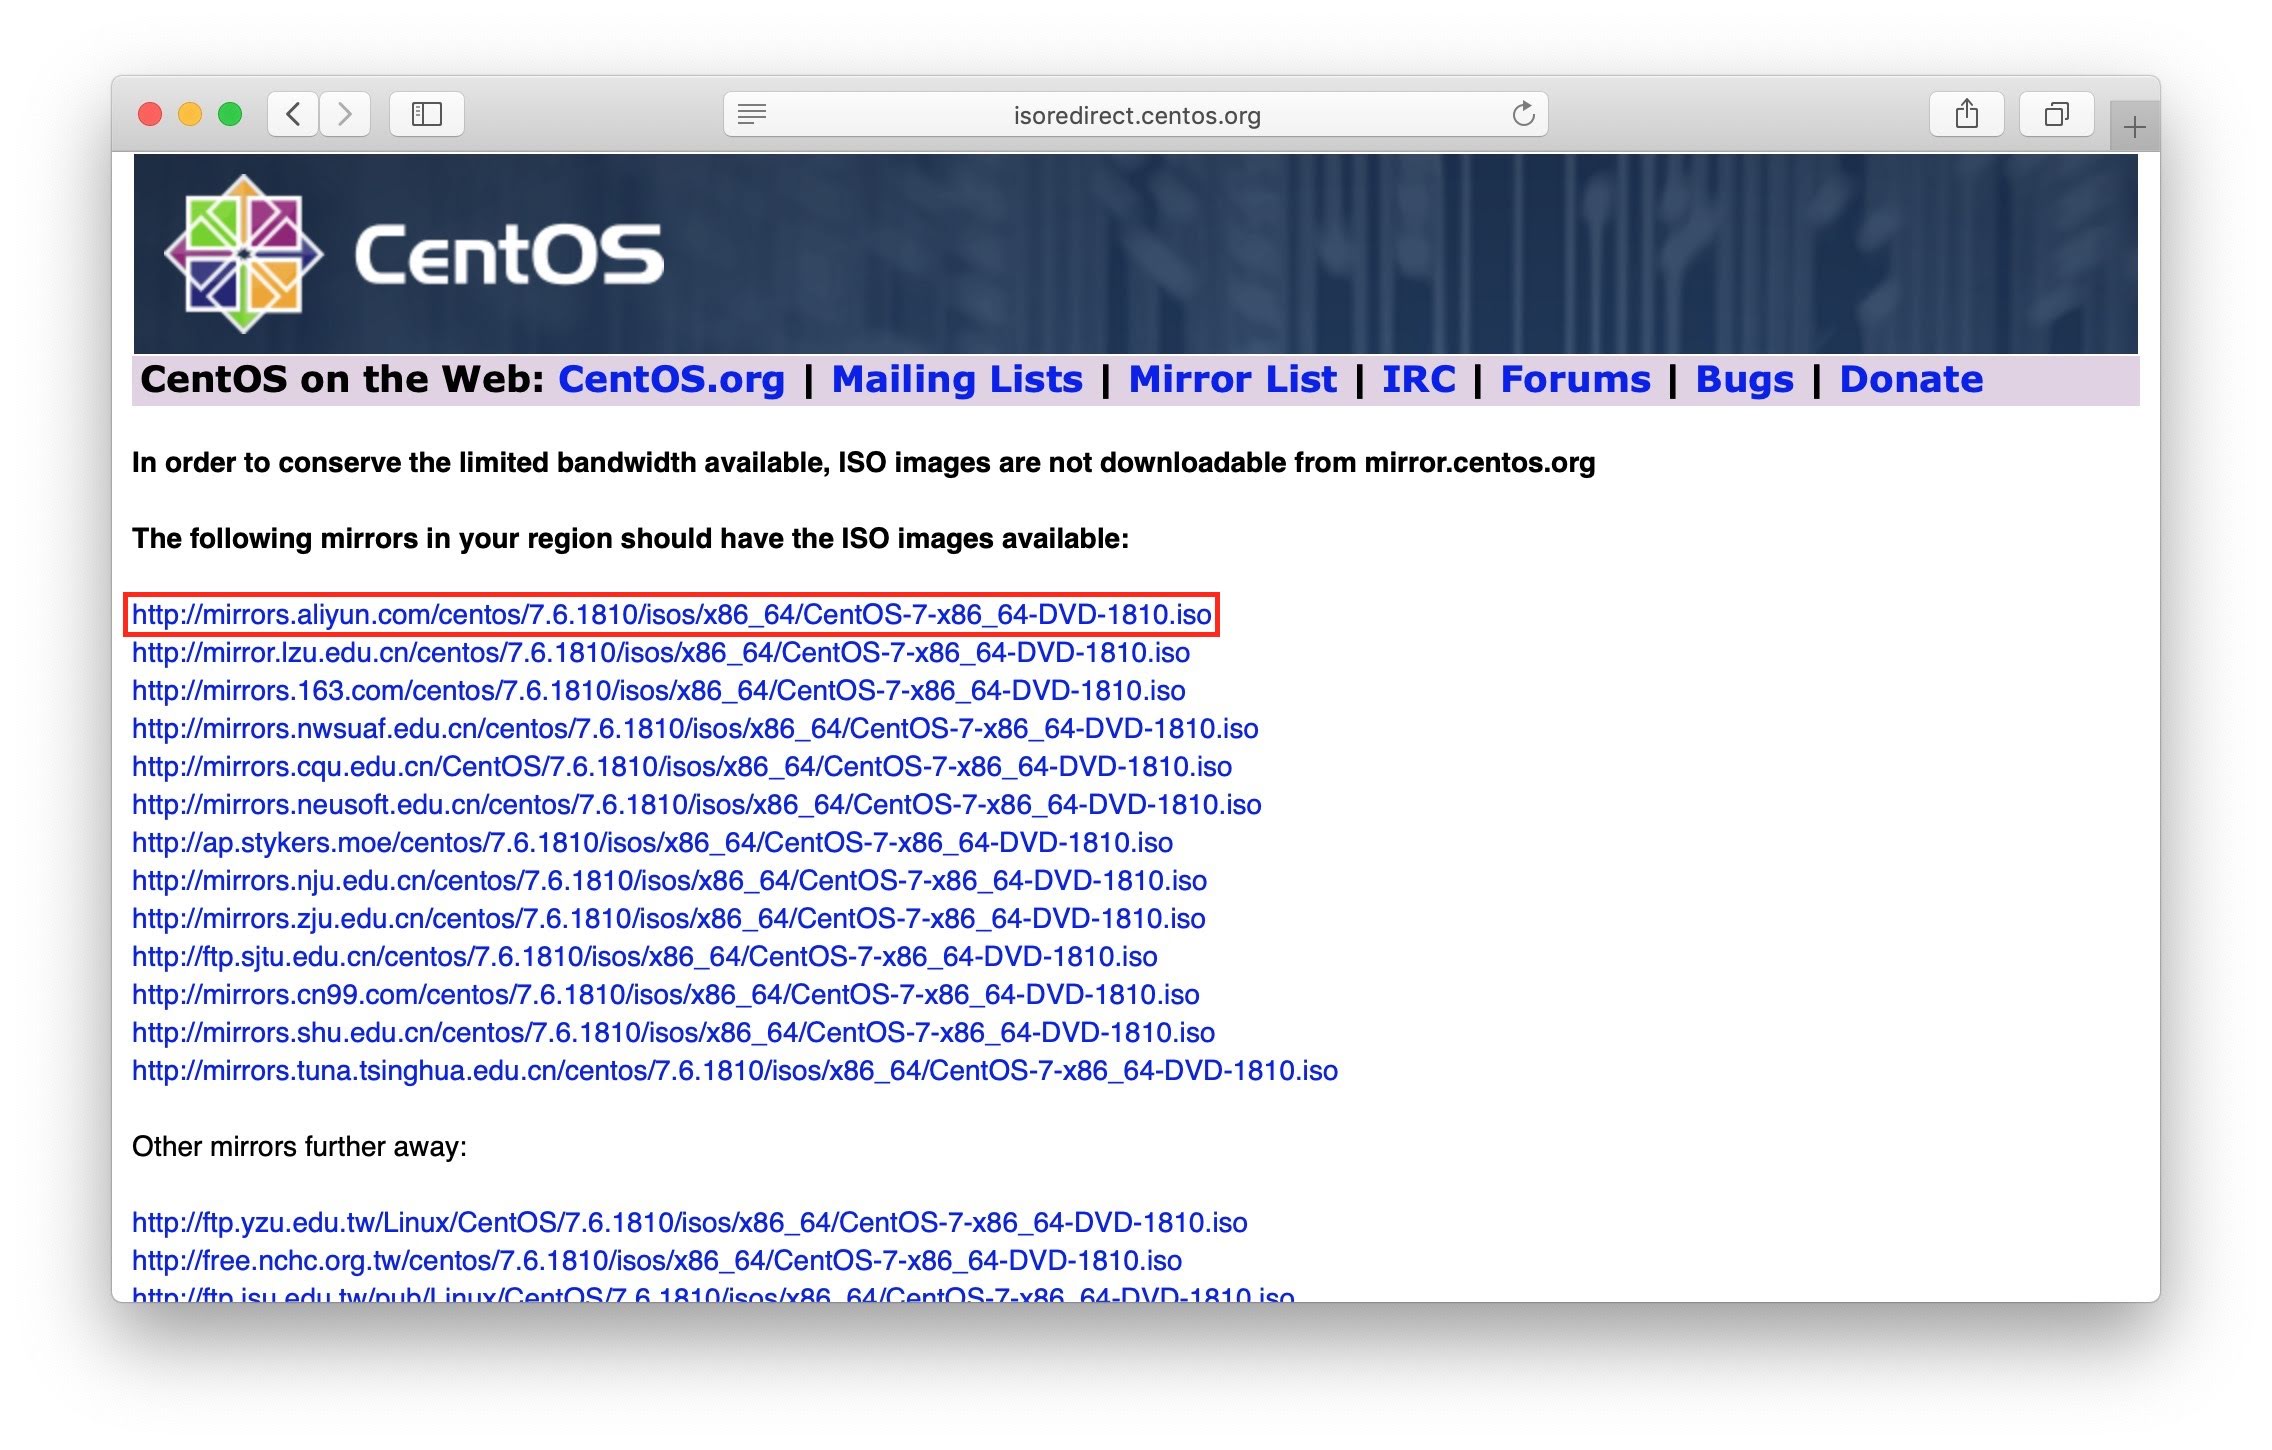 isoredirect.centos.org
CentOS
CentOS on the Web: CentOS.org | Mailing Lists | Mirror List | IRC | Forums | Bugs | Donate
In order to conserve the limited bandwidth available, ISO images are not downloadable from mirror.centos.org
The following mirrors in your region should have the ISO images available:
http://mirrors.aliyun.com/centos/7.6.1810/isos/x86_64/CentOS-7-x86_64-DVD-1810.iso
http://mirror.lzu.edu.cn/centos/7.6.1810/isos/x86_64/CentOS-7-x86_64-DVD-1810.iso
http://mirrors.163.com/centos/7.6.1810/isos/x86_64/CentOS-7-x86_64-DVD-1810.iso
http://mirrors.nwsuaf.edu.cn/centos/7.6.1810/isos/x86_64/CentOS-7-x86_64-DVD-1810.iso
http://mirrors.cqu.edu.cn/CentOS/7.6.1810/isos/x86_64/CentOS-7-x86_64-DVD-1810.iso
http://mirrors.neusoft.edu.cn/centos/7.6.1810/isos/x86_64/CentOS-7-x86_64-DVD-1810.iso
http://ap.stykers.moe/centos/7.6.1810/isos/x86_64/CentOS-7-x86_64-DVD-1810.iso
http://mirrors.nju.edu.cn/centos/7.6.1810/isos/x86_64/CentOS-7-x86_64-DVD-1810.iso
http://mirrors.zju.edu.cn/centos/7.6.1810/isos/x86_64/CentOS-7-x86_64-DVD-1810.iso
http://ftp.sjtu.edu.cn/centos/7.6.1810/isos/x86_64/CentOS-7-x86_64-DVD-1810.iso
http://mirrors.cn99.com/centos/7.6.1810/isos/x86_64/CentOS-7-x86_64-DVD-1810.iso
http://mirrors.shu.edu.cn/centos/7.6.1810/isos/x86_64/CentOS-7-x86_64-DVD-1810.iso
http://mirrors.tuna.tsinghua.edu.cn/centos/7.6.1810/isos/x86_64/CentOS-7-x86_64-DVD-1810.iso
Other mirrors further away:
http://ftp.yzu.edu.tw/Linux/CentOS/7.6.1810/isos/x86_64/CentOS-7-x86_64-DVD-1810.iso
http://free.nchc.org.tw/centos/7.6.1810/isos/x86_64/CentOS-7-x86_64-DVD-1810.iso
http://ftp.isu.edu.tw/pub/Linux/CentOS/7.6.1810/isos/x86_64/CentOS-7-x86_64-DVD-1810.iso